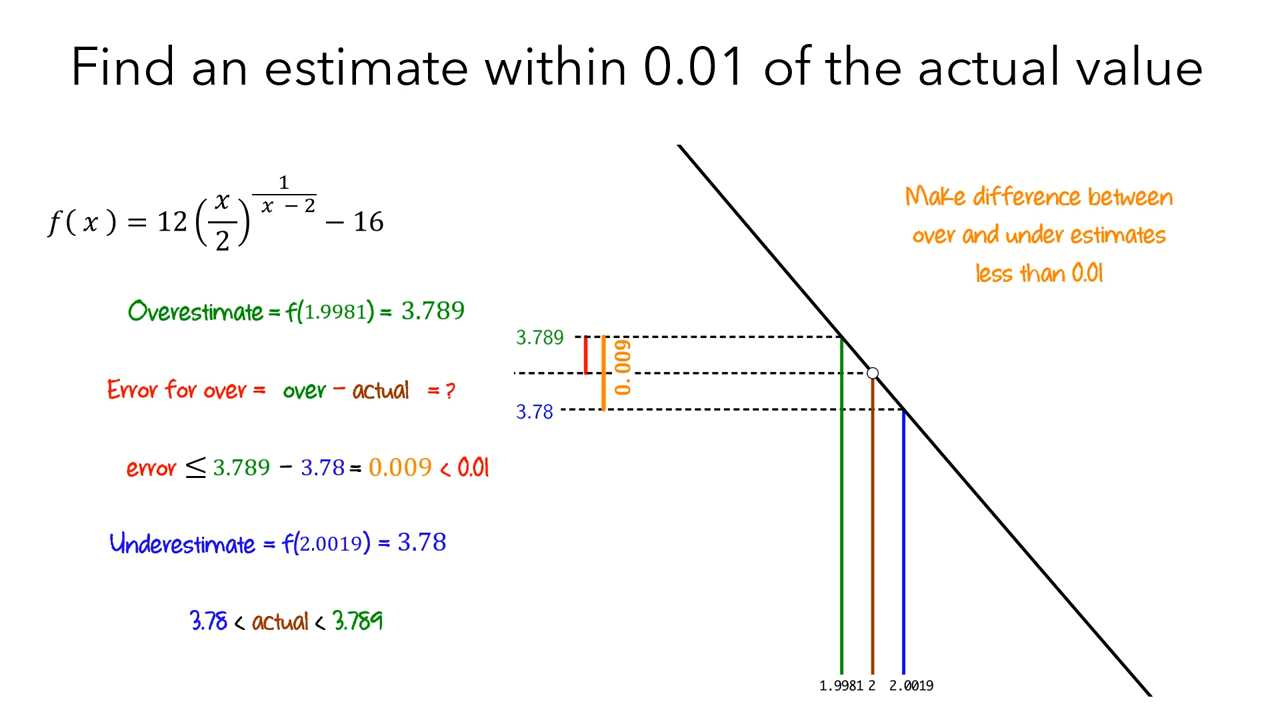 Find an estimate within 0.01 of the actual value
f( x ) = 12(x/2)^(1/(x − 2)) − 16
Make difference between
over and under estimates
less than 0.01
Overestimate = f(1.9981) = 3.789
3.789
0.009
Error for over = over − actual = ?
3.78
error ≤ 3.789 − 3.78 = 0.009 < 0.01
Underestimate = f(2.0019) = 3.78
3.78 < actual < 3.789
1.9981 2 2.0019